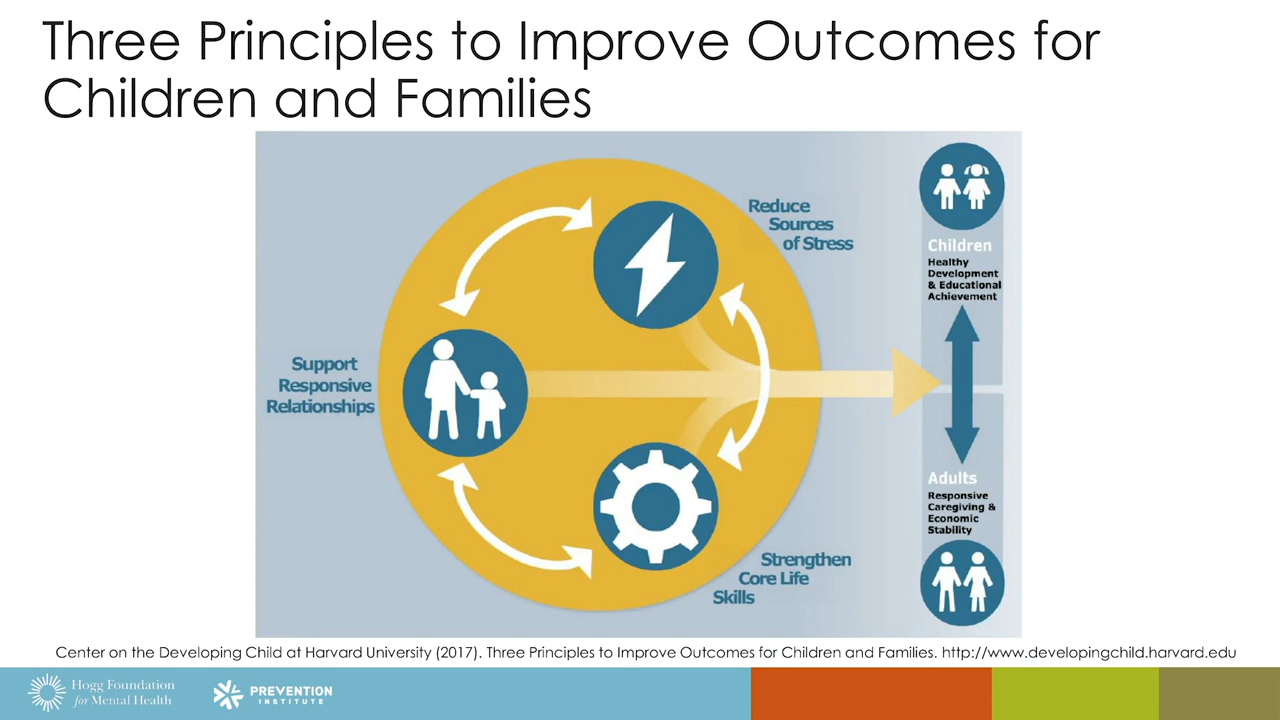 Three Principles to Improve Outcomes for
Children and Families
Reduce
Sources
of Stress
Support
Responsive
Relationships
Strengthen
Core Life
Skills
Children
Healthy
Development
& Educational
Achievement
Adults
Responsive
Caregiving &
Economic
Stability
Center on the Developing Child at Harvard University (2017). Three Principles to Improve Outcomes for Children and Families. http://www.developingchild.harvard.edu
Hogg Foundation
for Mental Health
PREVENTION
INSTITUTE